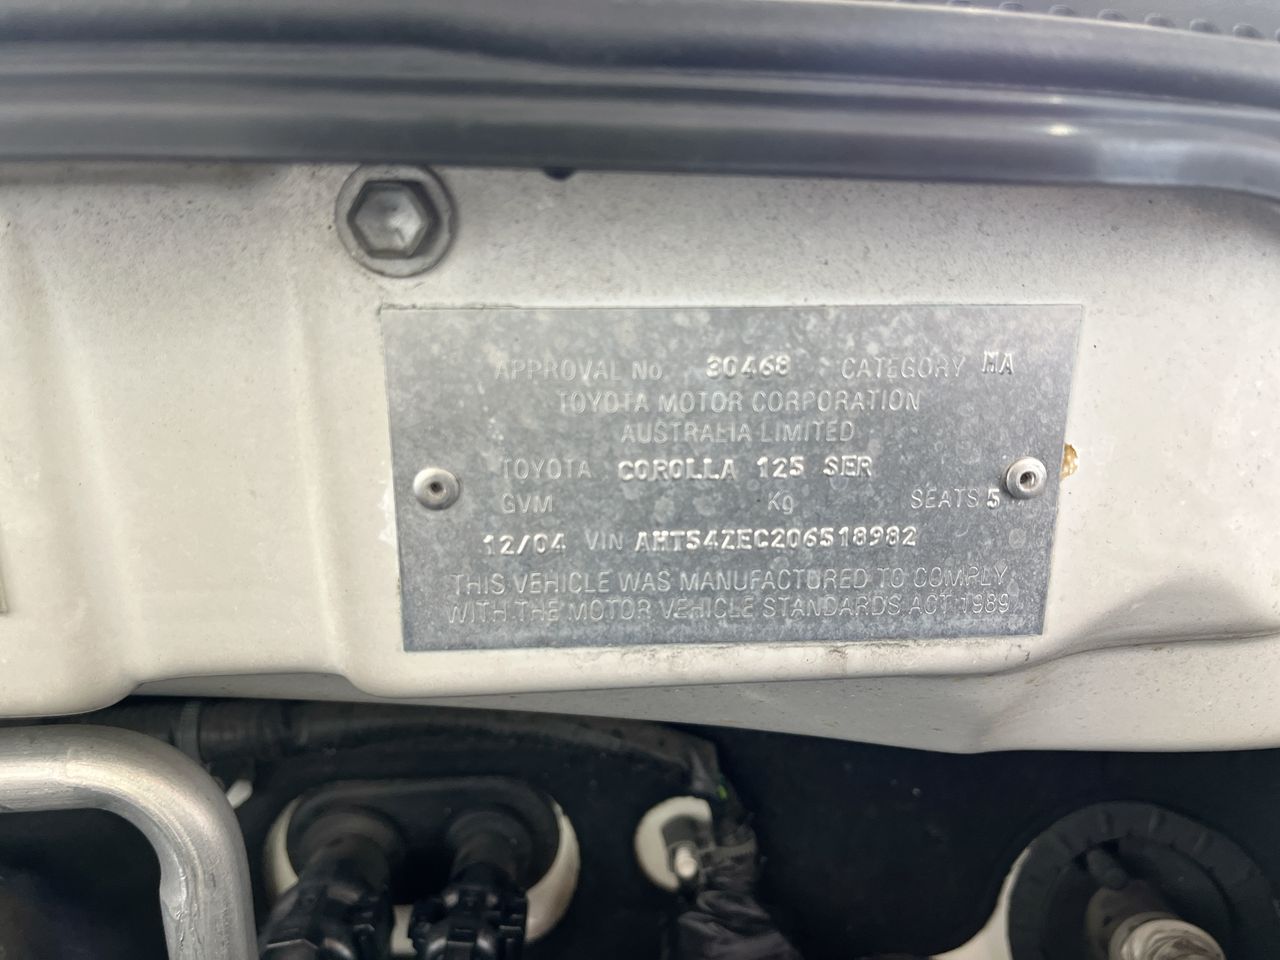 APPROVAL No. 30468 CATEGORY MA
TOYOTA MOTOR CORPORATION
AUSTRALIA LIMITED
TOYOTA COROLLA 125 SER
GVM Kg SEATS 5
12/04 VIN AHT54ZEC206518982
THIS VEHICLE WAS MANUFACTURED TO COMPLY
WITH THE MOTOR VEHICLE STANDARDS ACT 1989